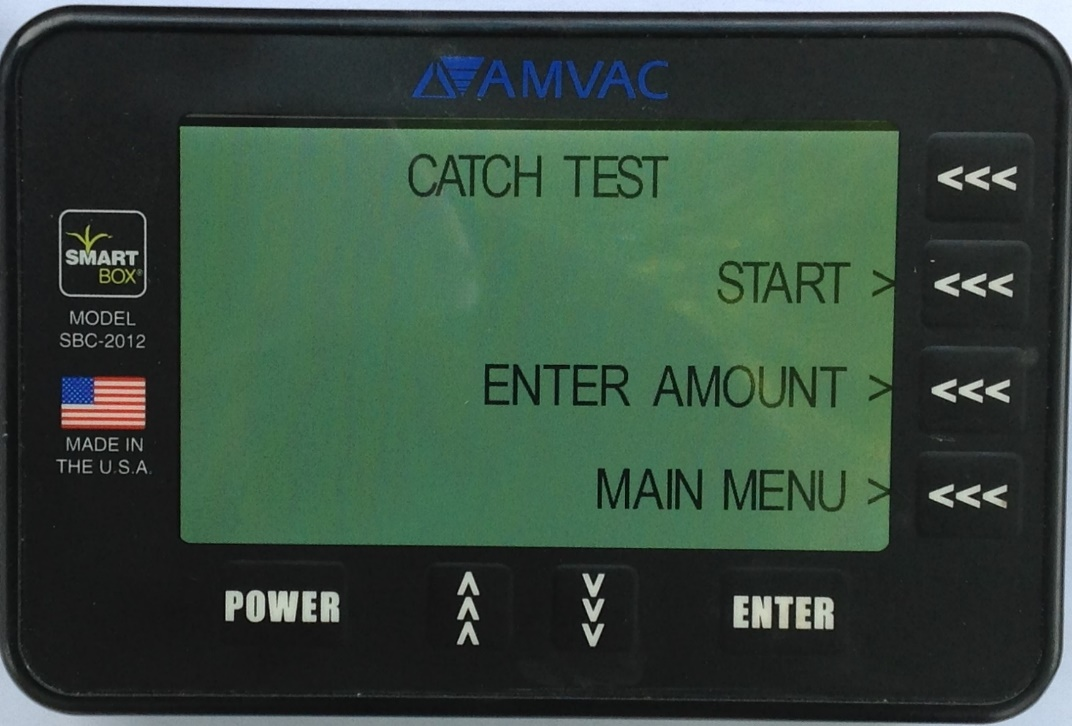 AMVAC
CATCH TEST
<<<
START > <<<
ENTER AMOUNT > <<<
MAIN MENU > <<<
SMART
BOX®
MODEL
SBC-2012
MADE IN
THE U.S.A.
POWER
ENTER